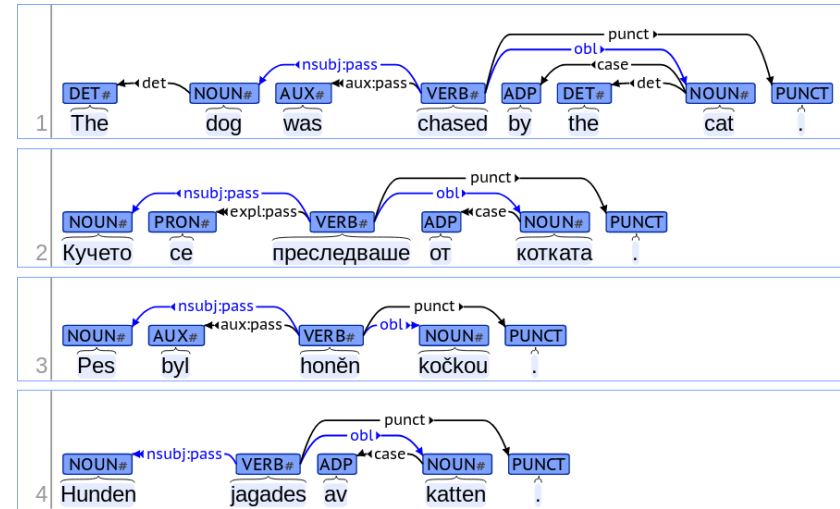 punct
obl
nsubj:pass case
det aux:pass det
DET# NOUN# AUX# VERB# ADP DET# NOUN# PUNCT
1 The dog was chased by the cat .
punct
nsubj:pass obl
expl:pass case
NOUN# PRON# VERB# ADP NOUN# PUNCT
2 Кучето се преследваше от котката .
nsubj:pass punct
aux:pass obl
NOUN# AUX# VERB# NOUN# PUNCT
3 Pes byl honěn kočkou .
punct
obl
nsubj:pass case
NOUN# VERB# ADP NOUN# PUNCT
4 Hunden jagades av katten .